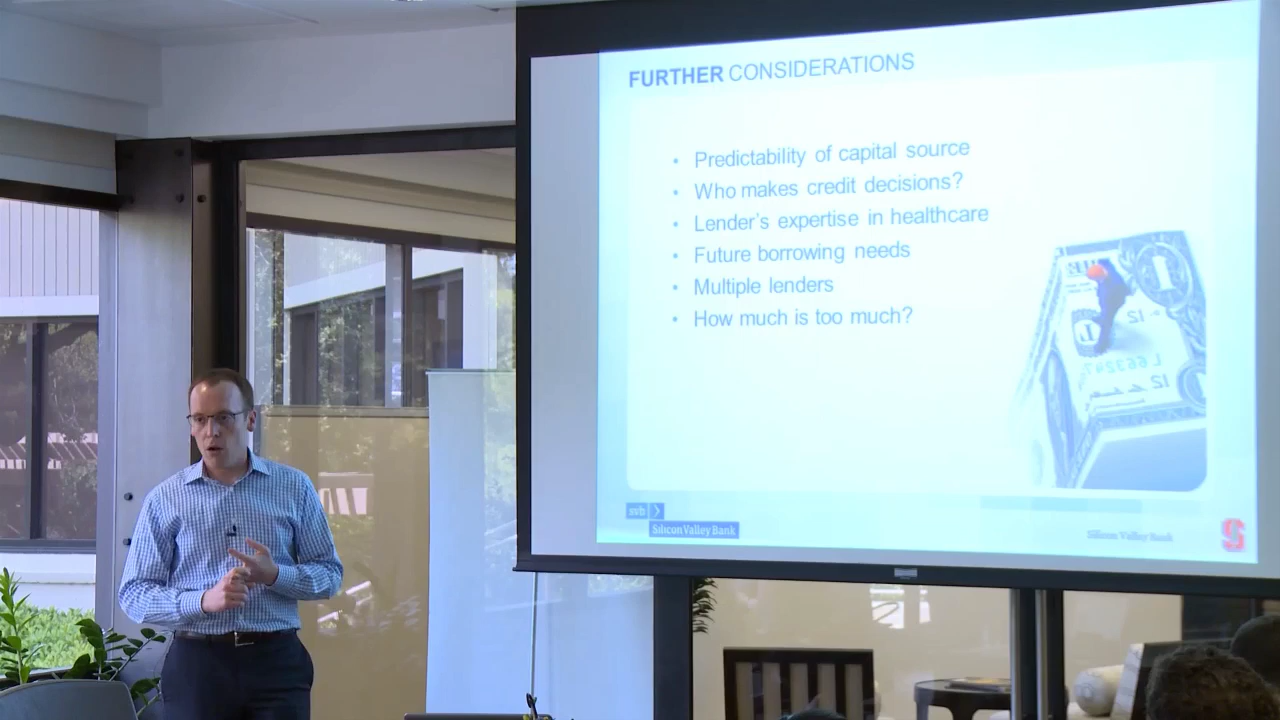 FURTHER CONSIDERATIONS
• Predictability of capital source
• Who makes credit decisions?
• Lender's expertise in healthcare
• Future borrowing needs
• Multiple lenders
• How much is too much?
svb >
Silicon Valley Bank
Silicon Valley Bank
S